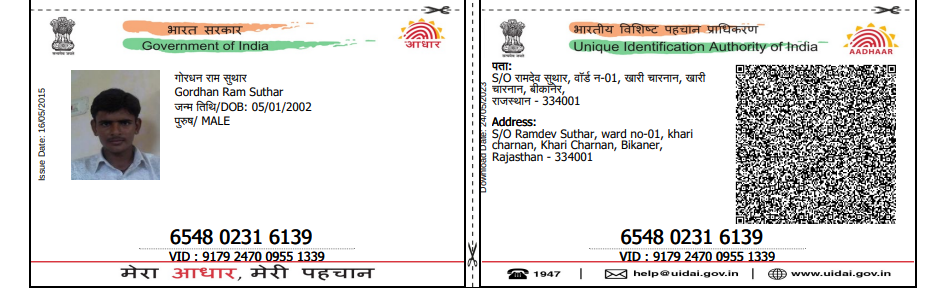 भारत सरकार
Government of India
आधार
Issue Date: 16/05/2015
गोरधन राम सुथार
Gordhan Ram Suthar
जन्म तिथि/DOB: 05/01/2002
पुरुष/ MALE
6548 0231 6139
VID : 9179 2470 0955 1339
मेरा आधार, मेरी पहचान
भारतीय विशिष्ट पहचान प्राधिकरण
Unique Identification Authority of India
AADHAAR
Download Date: 24/05/2023
पता:
S/O रामदेव सुथार, वॉर्ड न-01, खारी चारनान, खारी
चारनान, बीकानेर,
राजस्थान - 334001
Address:
S/O Ramdev Suthar, ward no-01, khari
charnan, Khari Charnan, Bikaner,
Rajasthan - 334001
6548 0231 6139
VID : 9179 2470 0955 1339
1947 | help@uidai.gov.in | www.uidai.gov.in